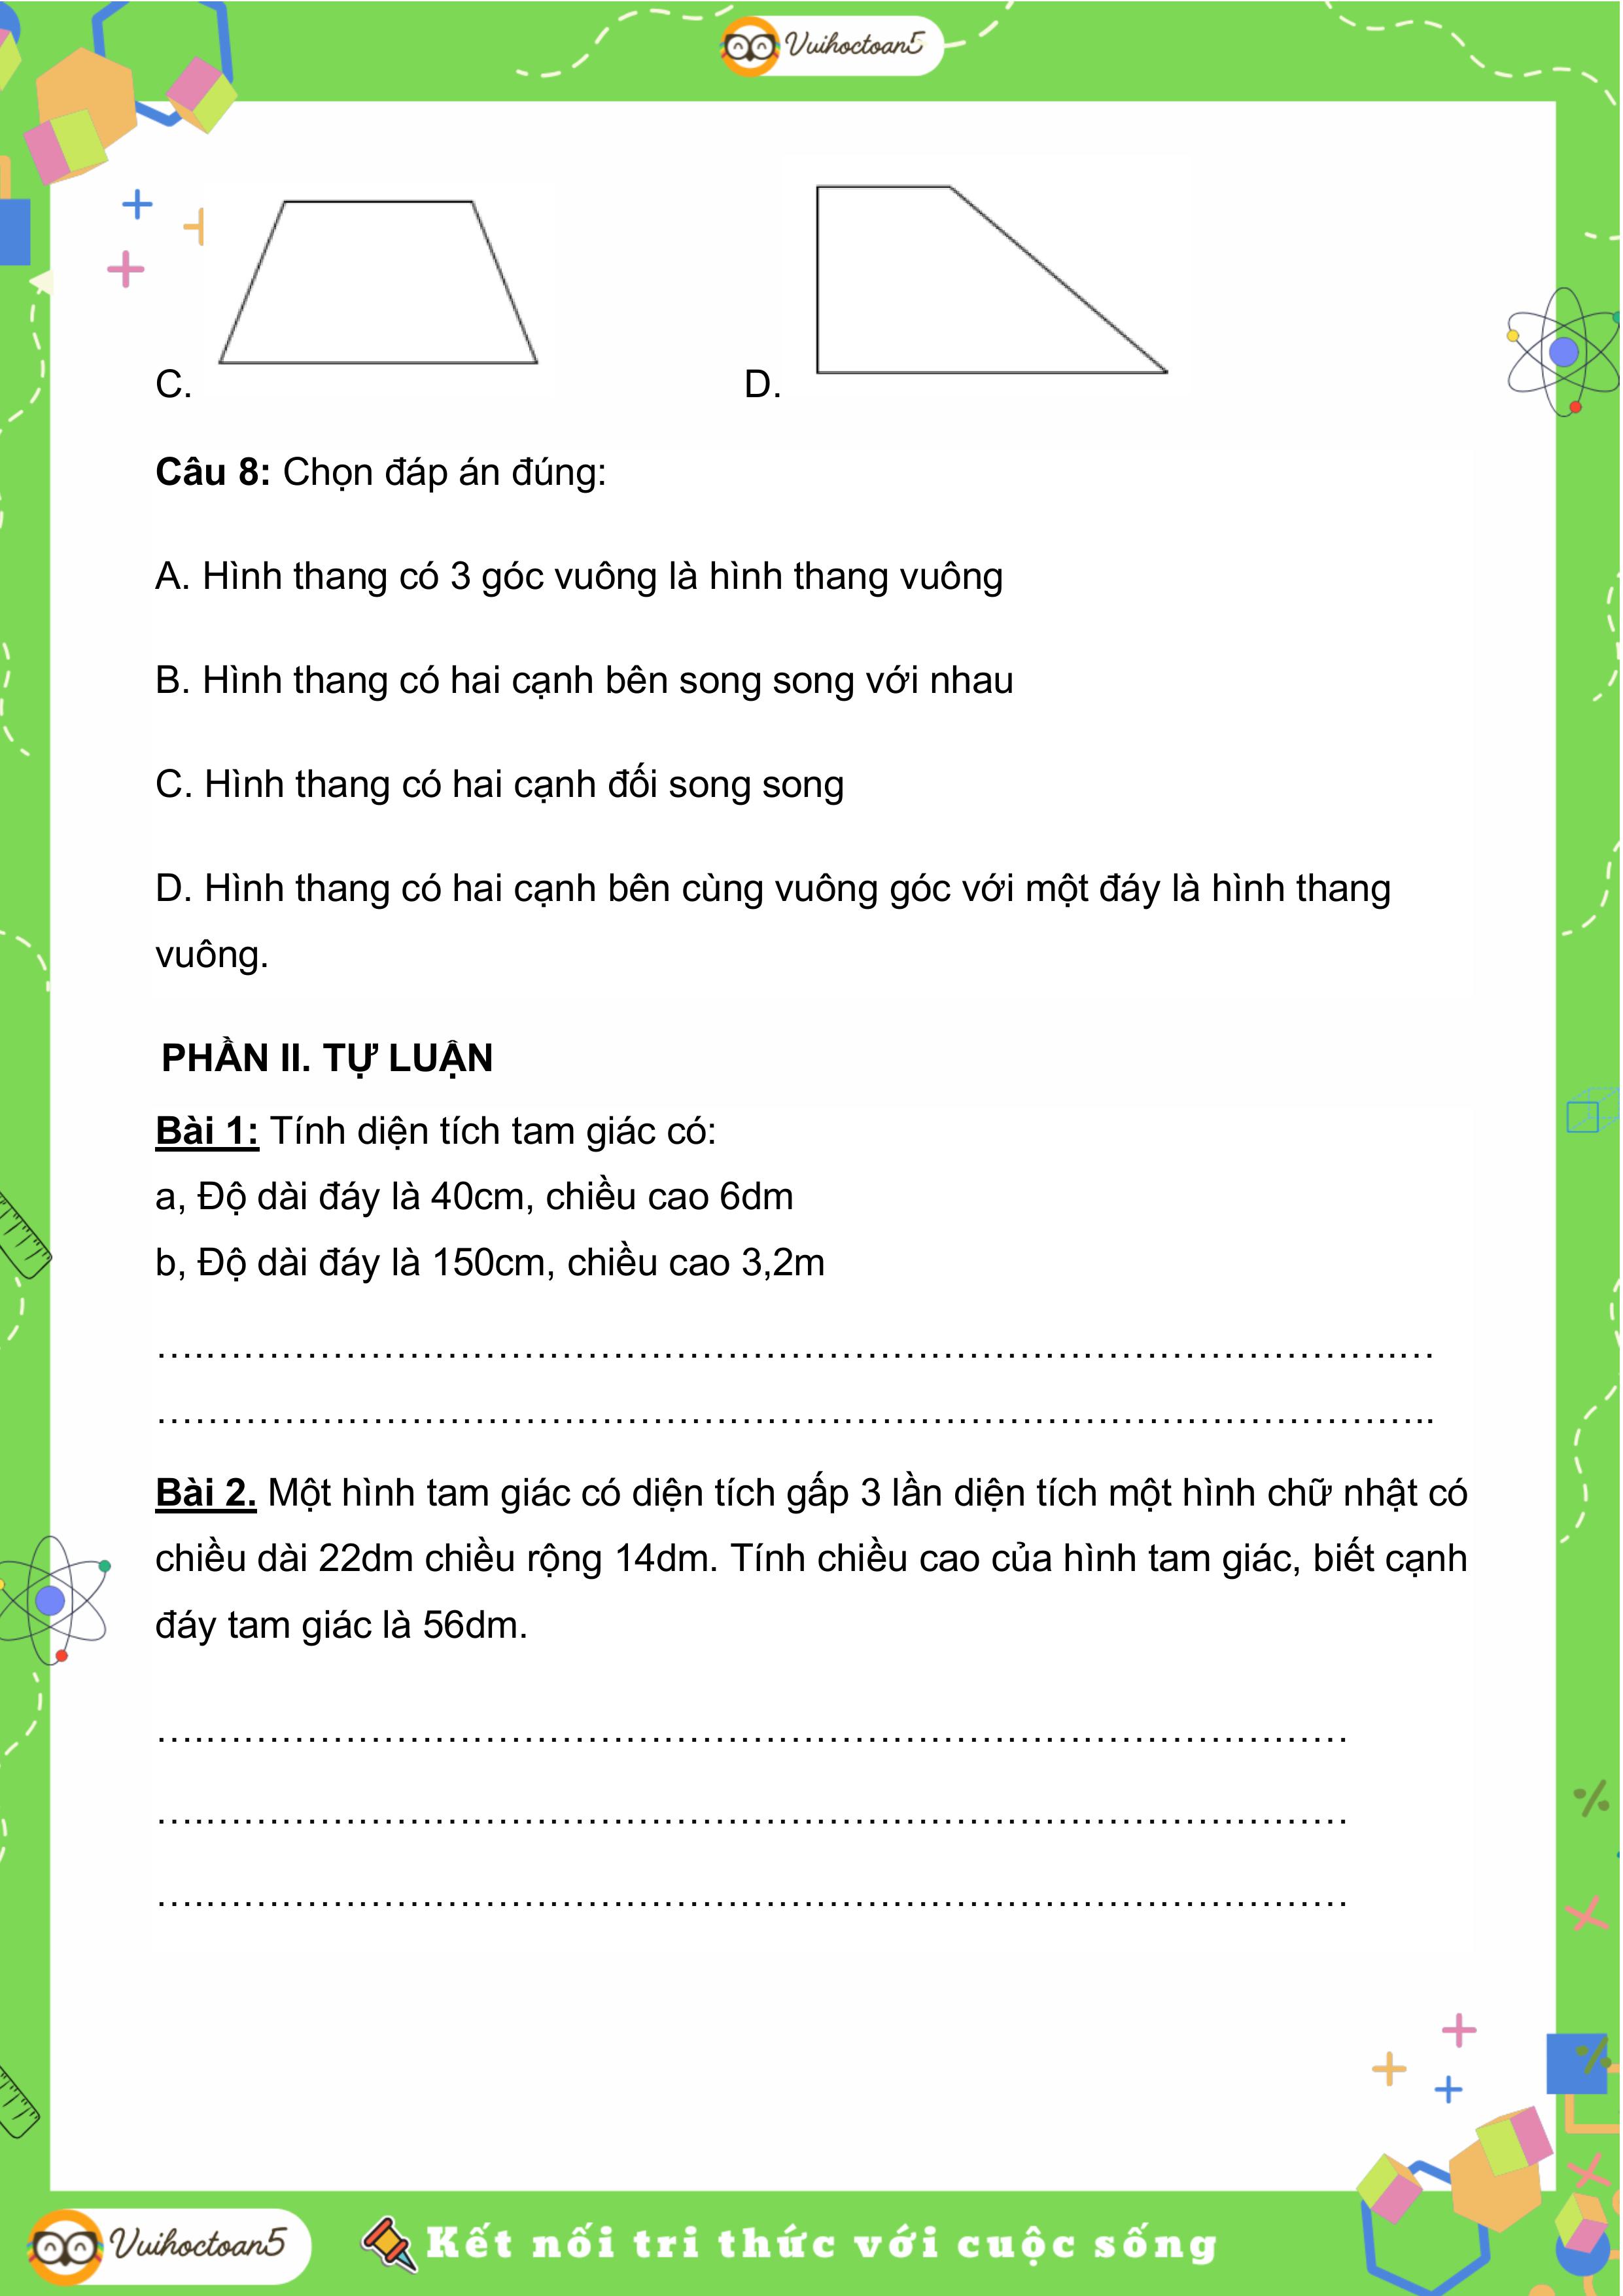 Vuihoctoan5
C.
D.
Câu 8: Chọn đáp án đúng:
A. Hình thang có 3 góc vuông là hình thang vuông
B. Hình thang có hai cạnh bên song song với nhau
C. Hình thang có hai cạnh đối song song
D. Hình thang có hai cạnh bên cùng vuông góc với một đáy là hình thang
vuông.
PHẦN II. TỰ LUẬN
Bài 1: Tính diện tích tam giác có:
a, Độ dài đáy là 40cm, chiều cao 6dm
b, Độ dài đáy là 150cm, chiều cao 3,2m
………………………………………………………………………………………
………………………………………………………………………………………
Bài 2. Một hình tam giác có diện tích gấp 3 lần diện tích một hình chữ nhật có
chiều dài 22dm chiều rộng 14dm. Tính chiều cao của hình tam giác, biết cạnh
đáy tam giác là 56dm.
…………………………………………………………………………………
…………………………………………………………………………………
…………………………………………………………………………………
Vuihoctoan5
Kết nối tri thức với cuộc sống